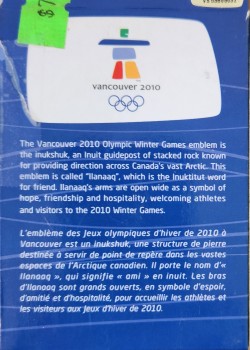 $7
vancouver 2010
The Vancouver 2010 Olympic Winter Games emblem
is the inukshuk, an Inuit guidepost of stacked rock known
for providing direction across Canada's vast Arctic. This
emblem is called "Ilanaaq", which is the Inuktitut word
for friend. Ilanaaq's arms are open wide as a symbol of
hope, friendship and hospitality, welcoming athletes
and visitors to the 2010 Winter Games.
L'emblème des Jeux olympiques d'hiver de 2010 à
Vancouver est un inukshuk, une structure de pierre
destinée à servir de point de repère dans les vastes
espaces de l'Arctique canadien. Il porte le nom d'«
Ilanaaq », qui signifie « ami » en inuit. Les bras
d'Ilanaaq sont grands ouverts, en symbole d'espoir,
d'amitié et d'hospitalité, pour accueillir les athlètes et
les visiteurs aux Jeux d'hiver de 2010.